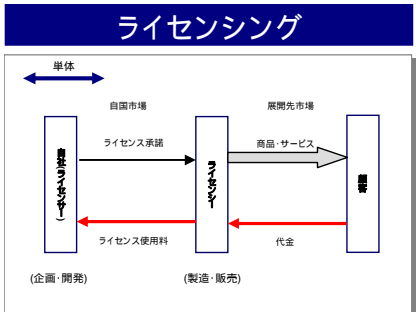 ライセンシング
単体
自国市場
展開先市場
ライセンス承諾
商品・サービス
自社(ライセンサー)
ライセンシー
顧客
ライセンス使用料
代金
(企画・開発)
(製造・販売)